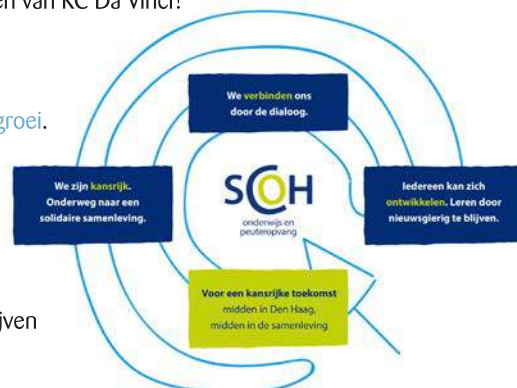 en van KC Da Vinci!
groei.
We verbinden ons
door de dialoog.
We zijn kansrijk.
Onderweg naar een
solidaire samenleving.
SCOH
onderwijs en
peuteropvang
Iedereen kan zich
ontwikkelen. Leren door
nieuwsgierig te blijven.
Voor een kansrijke toekomst
midden in Den Haag,
midden in de samenleving